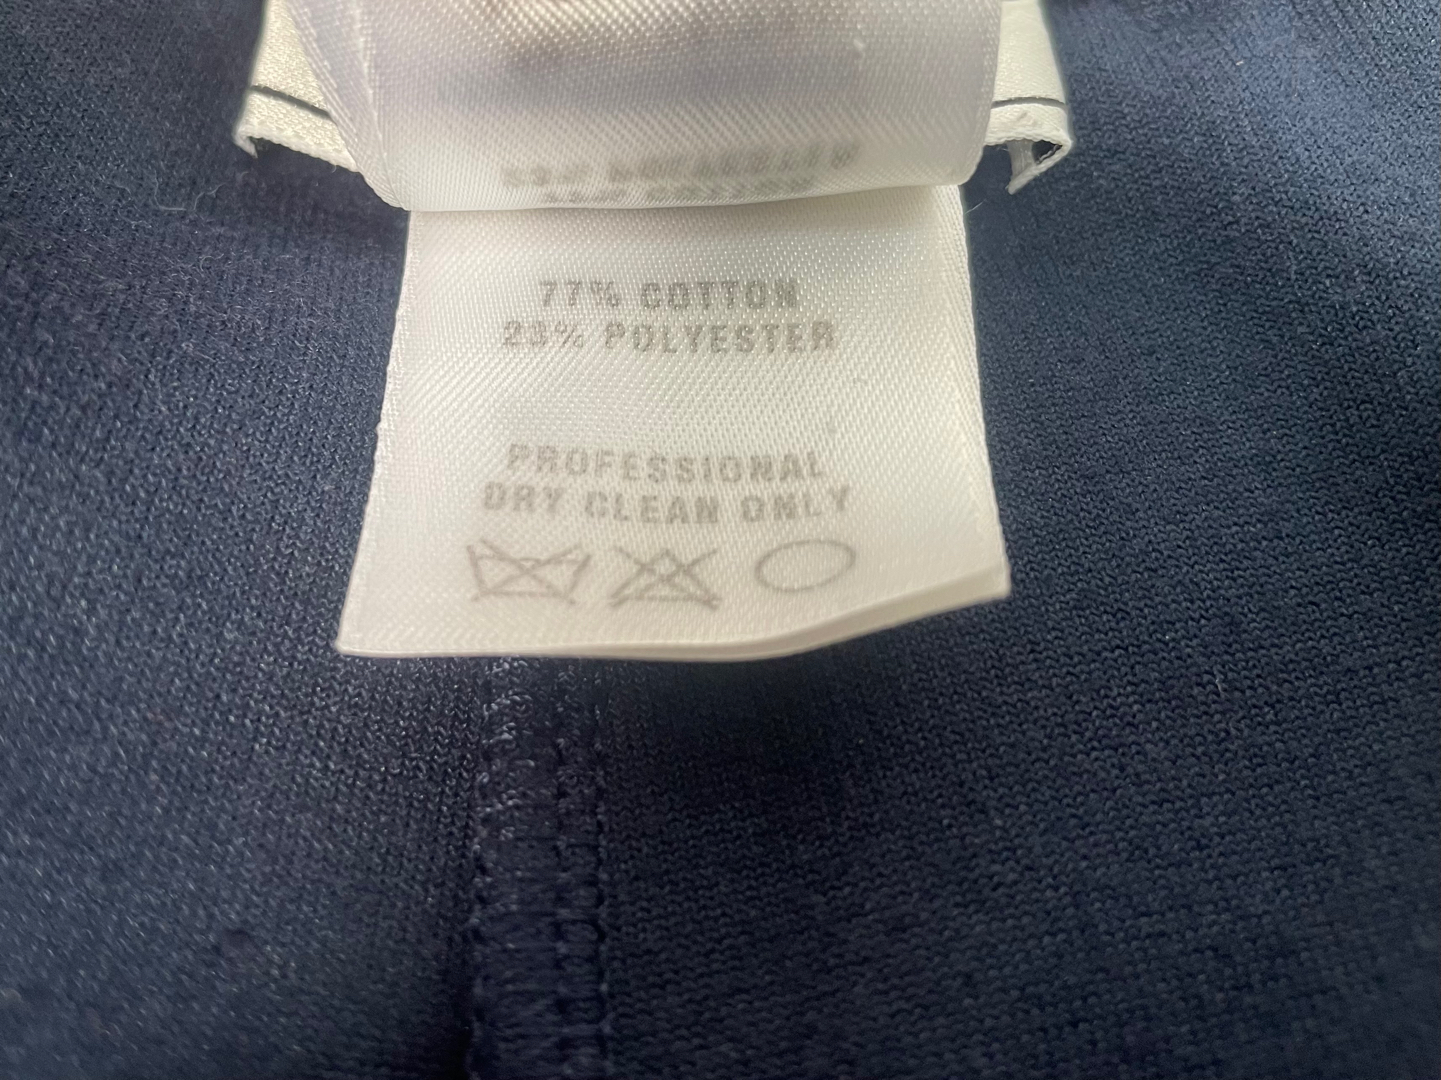 77% COTTON
23% POLYESTER
PROFESSIONAL
DRY CLEAN ONLY